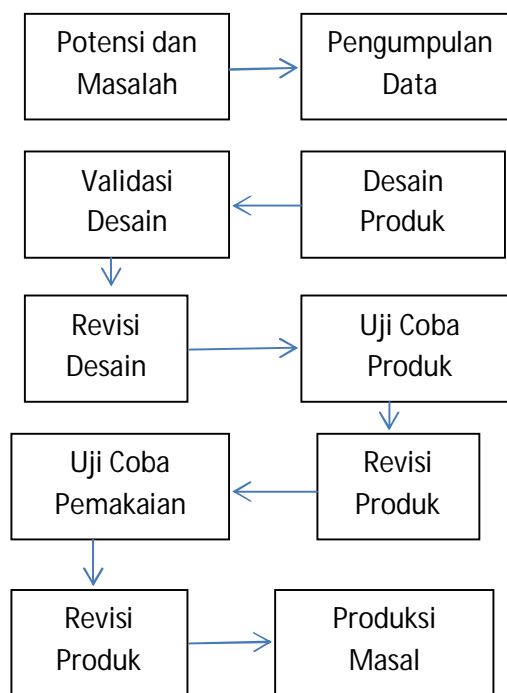 Potensi dan
Masalah
Pengumpulan
Data
Validasi
Desain
Desain
Produk
Revisi
Desain
Uji Coba
Produk
Uji Coba
Pemakaian
Revisi
Produk
Revisi
Produk
Produksi
Masal